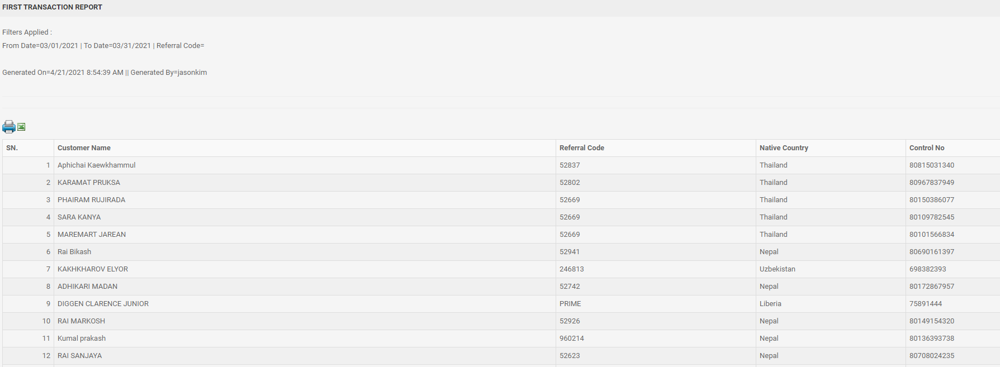 FIRST TRANSACTION REPORT
Filters Applied :
From Date=03/01/2021 | To Date=03/31/2021 | Referral Code=
Generated On=4/21/2021 8:54:39 AM || Generated By=jasonkim
SN. Customer Name Referral Code Native Country Control No
1 Aphichai Kaewkhammul 52837 Thailand 80815031340
2 KARAMAT PRUKSA 52802 Thailand 80967837949
3 PHAIRAM RUJIRADA 52669 Thailand 80150386077
4 SARA KANYA 52669 Thailand 80109782545
5 MAREMART JAREAN 52669 Thailand 80101566834
6 Rai Bikash 52941 Nepal 80690161397
7 KAKHKHAROV ELYOR 246813 Uzbekistan 698382393
8 ADHIKARI MADAN 52742 Nepal 80172867957
9 DIGGEN CLARENCE JUNIOR PRIME Liberia 75891444
10 RAI MARKOSH 52926 Nepal 80149154320
11 Kumal prakash 960214 Nepal 80136393738
12 RAI SANJAYA 52623 Nepal 80708024235